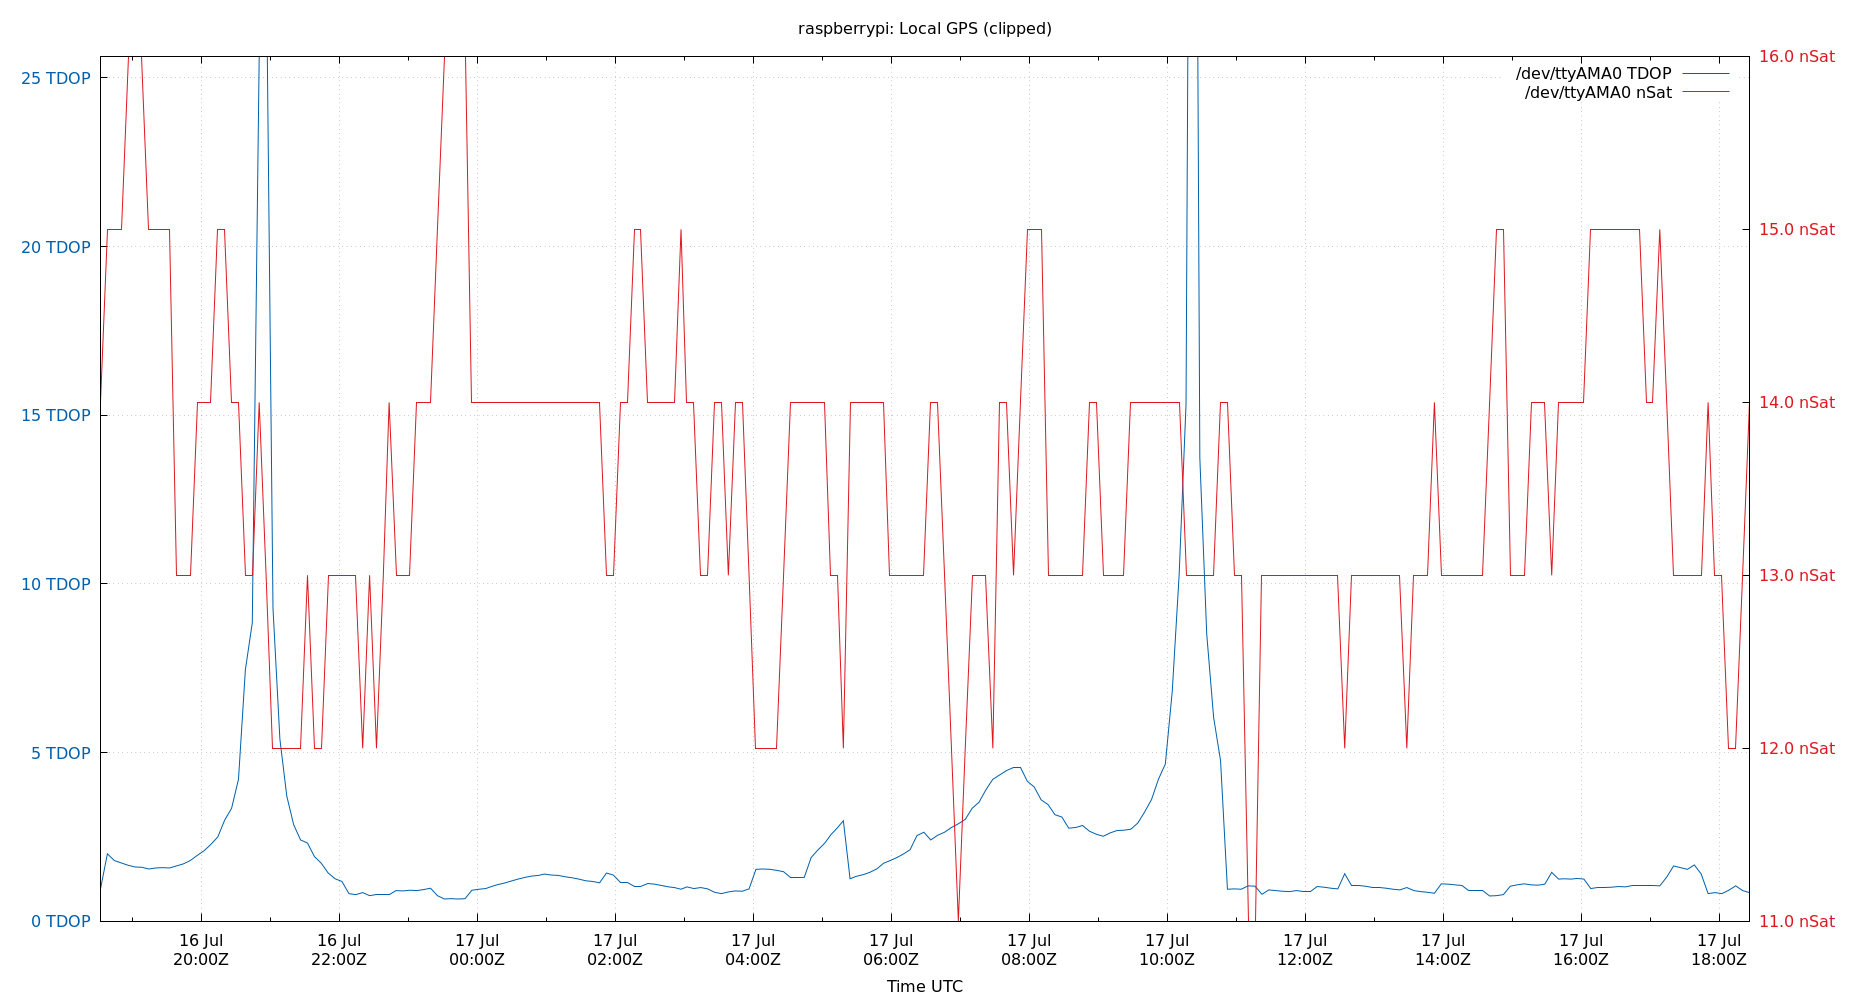 raspberrypi: Local GPS (clipped)
/dev/ttyAMA0 TDOP
/dev/ttyAMA0 nSat
25 TDOP
20 TDOP
15 TDOP
10 TDOP
5 TDOP
0 TDOP
16.0 nSat
15.0 nSat
14.0 nSat
13.0 nSat
12.0 nSat
11.0 nSat
16 Jul
20:00Z
16 Jul
22:00Z
17 Jul
00:00Z
17 Jul
02:00Z
17 Jul
04:00Z
17 Jul
06:00Z
17 Jul
08:00Z
17 Jul
10:00Z
17 Jul
12:00Z
17 Jul
14:00Z
17 Jul
16:00Z
17 Jul
18:00Z
Time UTC